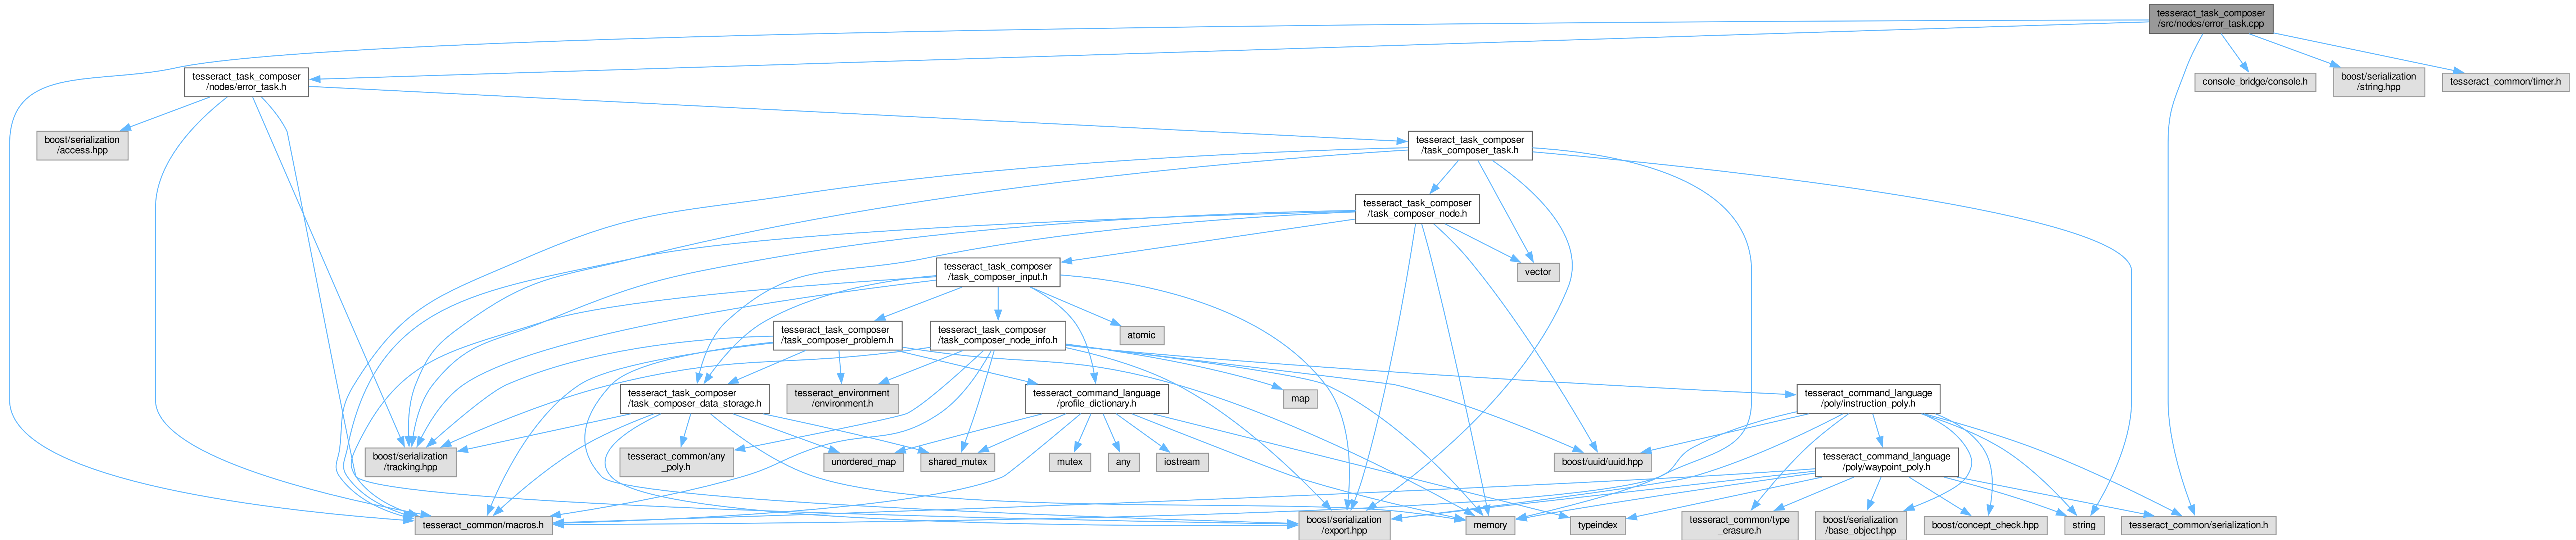 tesseract_task_composer
/src/nodes/error_task.cpp
tesseract_task_composer
/nodes/error_task.h
console_bridge/console.h
boost/serialization
/string.hpp
tesseract_common/timer.h
boost/serialization
/access.hpp
tesseract_task_composer
/task_composer_task.h
tesseract_task_composer
/task_composer_node.h
tesseract_task_composer
/task_composer_input.h
vector
tesseract_task_composer
/task_composer_problem.h
tesseract_task_composer
/task_composer_node_info.h
atomic
tesseract_task_composer
/task_composer_data_storage.h
tesseract_environment
/environment.h
tesseract_command_language
/profile_dictionary.h
map
tesseract_command_language
/poly/instruction_poly.h
boost/serialization
/tracking.hpp
tesseract_common/any
_poly.h
unordered_map
shared_mutex
mutex
any
iostream
boost/uuid/uuid.hpp
tesseract_command_language
/poly/waypoint_poly.h
tesseract_common/macros.h
boost/serialization
/export.hpp
memory
typeindex
tesseract_common/type
_erasure.h
boost/serialization
/base_object.hpp
boost/concept_check.hpp
string
tesseract_common/serialization.h